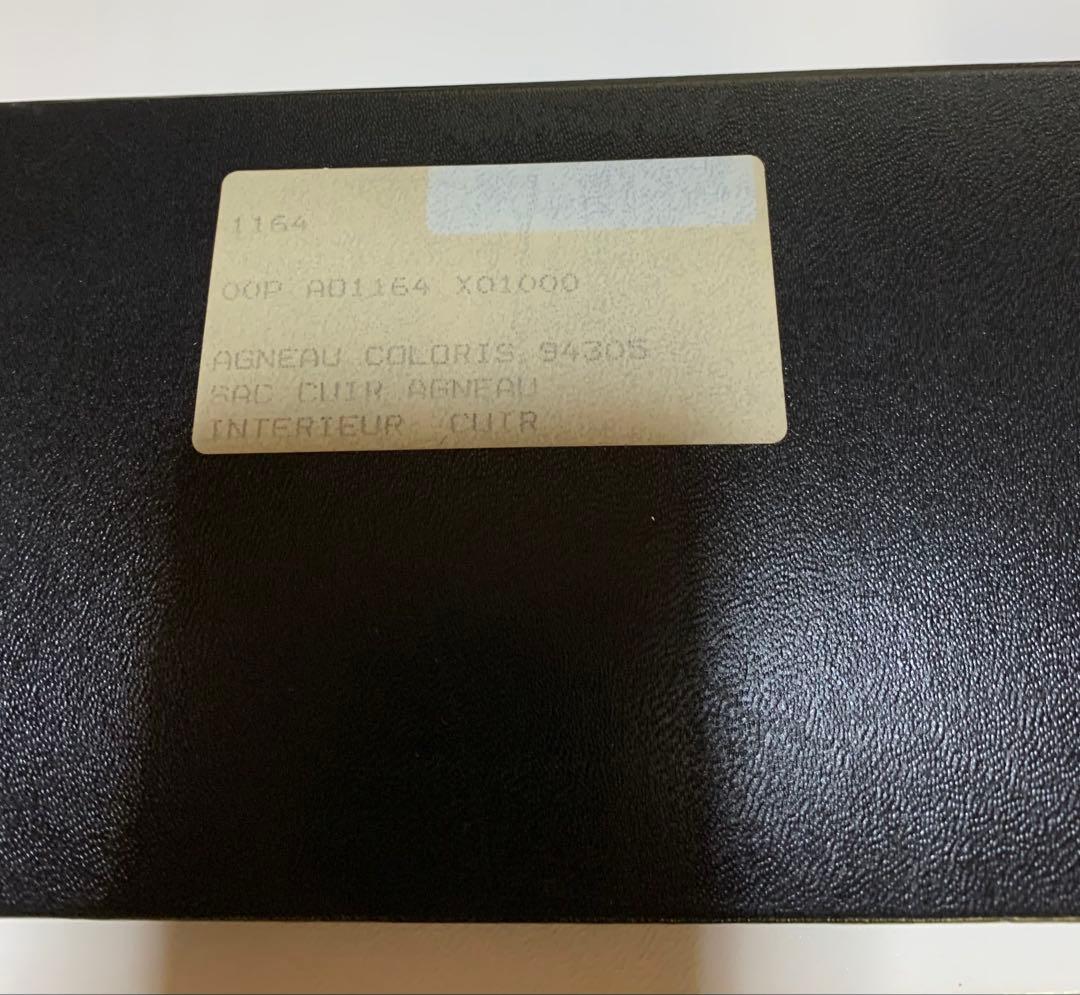 1164
00P A01164 X01000
AGNEAU COLORIS 94305
SAC CUIR AGNEAU
INTERIEUR CUIR